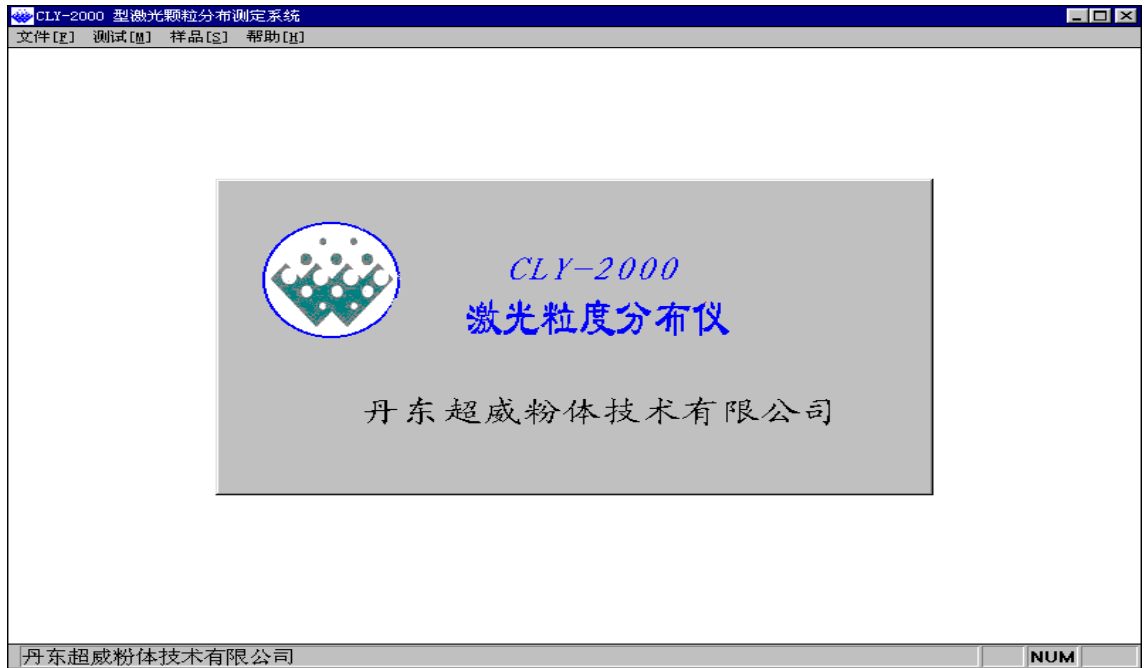 CLY-2000 型激光颗粒分布测定系统
文件[F] 测试[M] 样品[S] 帮助[H]
CLY-2000
激光粒度分布仪
丹东超威粉体技术有限公司
丹东超威粉体技术有限公司 NUM